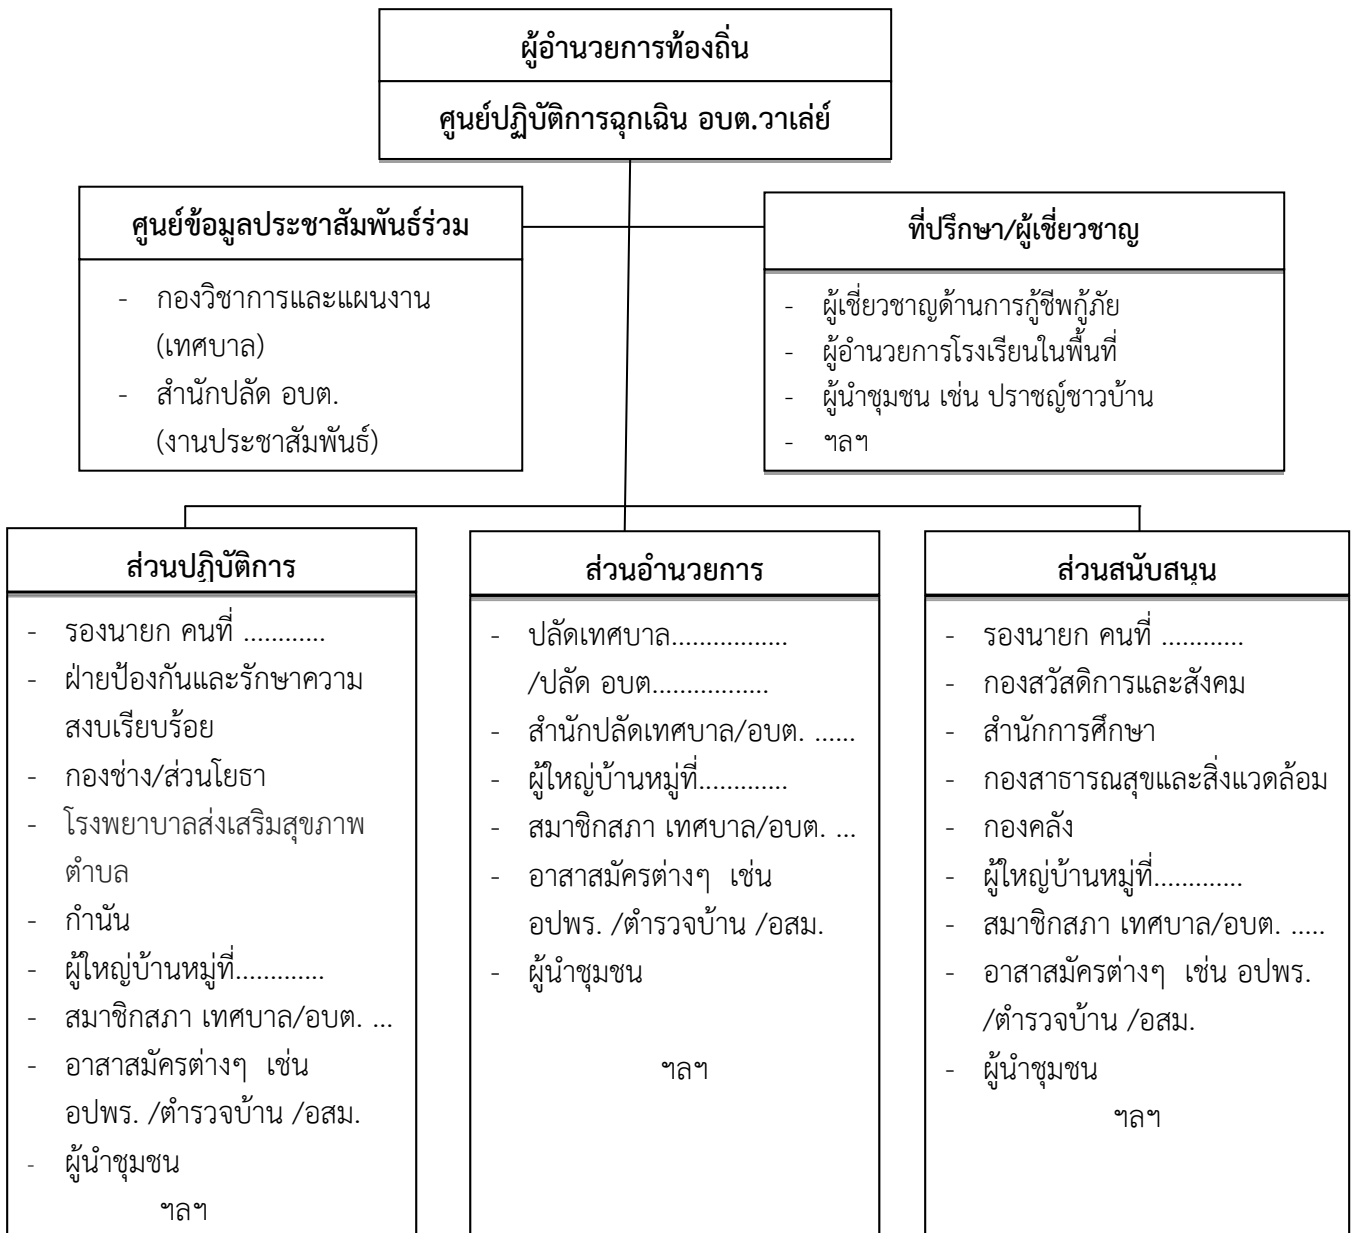 ผู้อำนวยการท้องถิ่น
ศูนย์ปฏิบัติการฉุกเฉิน อบต.วาเล่ย์
ศูนย์ข้อมูลประชาสัมพันธ์ร่วม
- กองวิชาการและแผนงาน
(เทศบาล)
- สำนักปลัด อบต.
(งานประชาสัมพันธ์)
ที่ปรึกษา/ผู้เชี่ยวชาญ
- ผู้เชี่ยวชาญด้านการกู้ชีพกู้ภัย
- ผู้อำนวยการโรงเรียนในพื้นที่
- ผู้นำชุมชน เช่น ปราชญ์ชาวบ้าน
- ฯลฯ
ส่วนปฏิบัติการ
- รองนายก คนที่ ............
- ฝ่ายป้องกันและรักษาความ
สงบเรียบร้อย
- กองช่าง/ส่วนโยธา
- โรงพยาบาลส่งเสริมสุขภาพ
ตำบล
- กำนัน
- ผู้ใหญ่บ้านหมู่ที่.............
- สมาชิกสภา เทศบาล/อบต. ...
- อาสาสมัครต่างๆ เช่น
อปพร. /ตำรวจบ้าน /อสม.
- ผู้นำชุมชน
ฯลฯ
ส่วนอำนวยการ
- ปลัดเทศบาล.................
/ปลัด อบต.................
- สำนักปลัดเทศบาล/อบต. ......
- ผู้ใหญ่บ้านหมู่ที่.............
- สมาชิกสภา เทศบาล/อบต. ...
- อาสาสมัครต่างๆ เช่น
อปพร. /ตำรวจบ้าน /อสม.
- ผู้นำชุมชน
ฯลฯ
ส่วนสนับสนุน
- รองนายก คนที่ ............
- กองสวัสดิการและสังคม
- สำนักการศึกษา
- กองสาธารณสุขและสิ่งแวดล้อม
- กองคลัง
- ผู้ใหญ่บ้านหมู่ที่.............
- สมาชิกสภา เทศบาล/อบต. .....
- อาสาสมัครต่างๆ เช่น อปพร.
/ตำรวจบ้าน /อสม.
- ผู้นำชุมชน
ฯลฯ